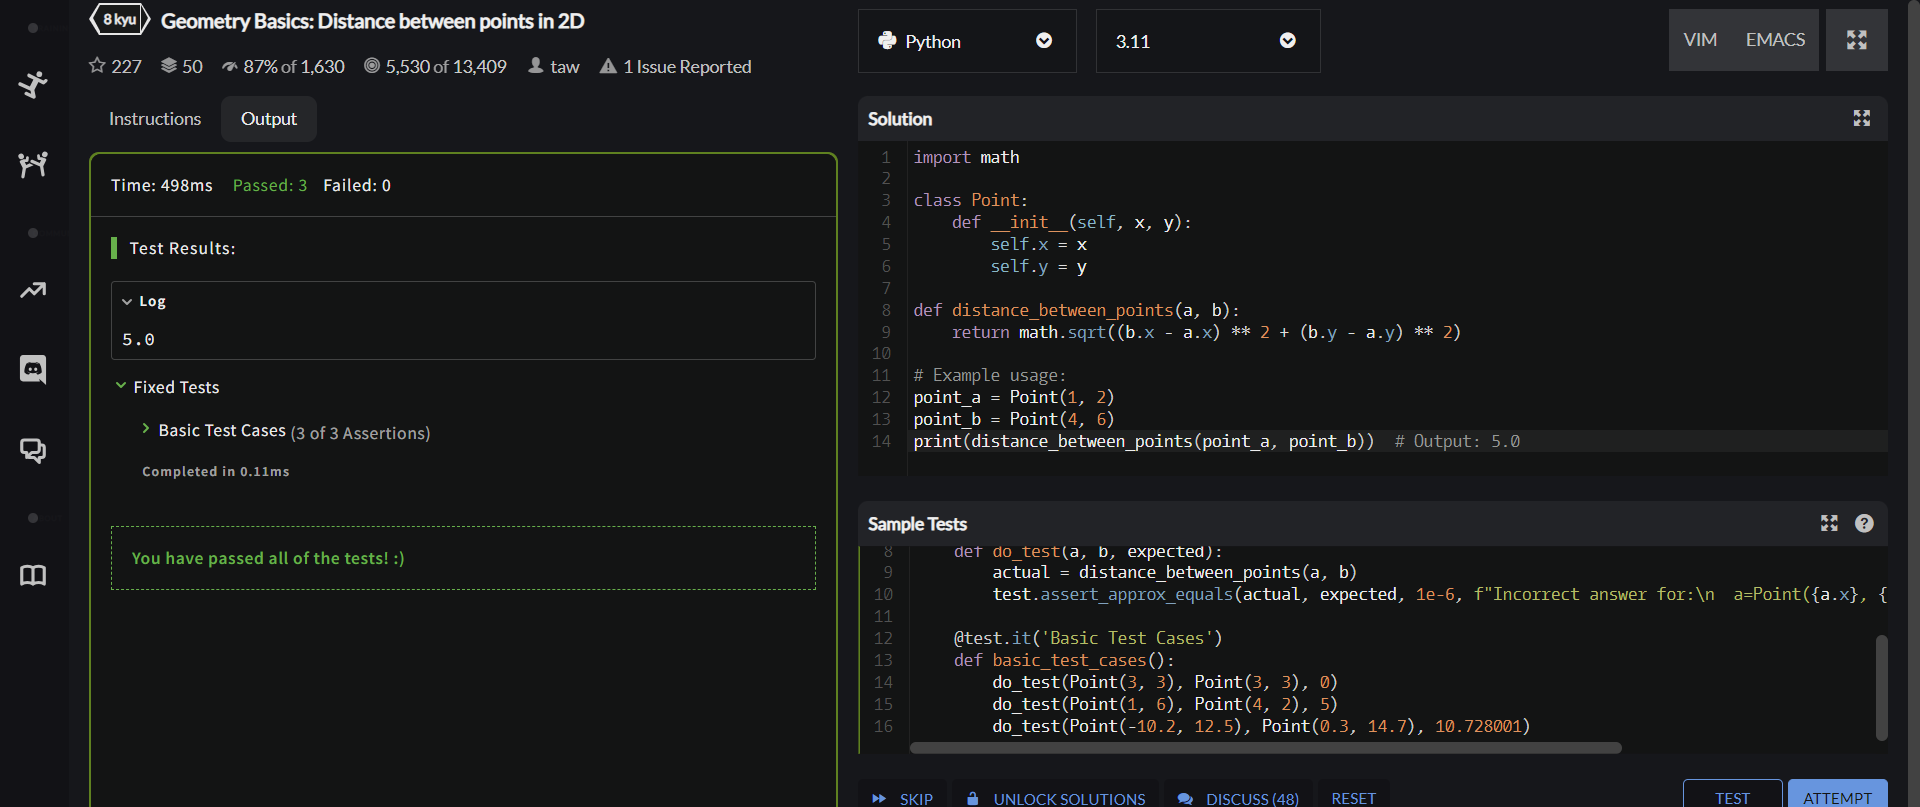 8 kyu Geometry Basics: Distance between points in 2D
227 50 87% of 1,630 5,530 of 13,409 taw 1 Issue Reported
Instructions Output
Time: 498ms Passed: 3 Failed: 0
Test Results:
Log
5.0
Fixed Tests
Basic Test Cases (3 of 3 Assertions)
Completed in 0.11ms
You have passed all of the tests! :)
Python 3.11 VIM EMACS
Solution
1 import math
2
3 class Point:
4     def __init__(self, x, y):
5         self.x = x
6         self.y = y
7
8 def distance_between_points(a, b):
9     return math.sqrt((b.x - a.x) ** 2 + (b.y - a.y) ** 2)
10
11 # Example usage:
12 point_a = Point(1, 2)
13 point_b = Point(4, 6)
14 print(distance_between_points(point_a, point_b))  # Output: 5.0
Sample Tests
8     def do_test(a, b, expected):
9         actual = distance_between_points(a, b)
10         test.assert_approx_equals(actual, expected, 1e-6, f"Incorrect answer for:\n  a=Point({a.x}, {
11
12     @test.it('Basic Test Cases')
13     def basic_test_cases():
14         do_test(Point(3, 3), Point(3, 3), 0)
15         do_test(Point(1, 6), Point(4, 2), 5)
16         do_test(Point(-10.2, 12.5), Point(0.3, 14.7), 10.728001)
SKIP UNLOCK SOLUTIONS DISCUSS (48) RESET TEST ATTEMPT